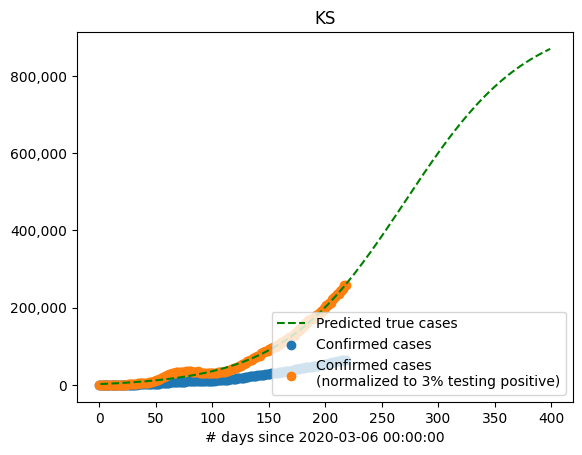 KS
800,000
600,000
400,000
200,000
0
Predicted true cases
Confirmed cases
Confirmed cases
(normalized to 3% testing positive)
0 50 100 150 200 250 300 350 400
# days since 2020-03-06 00:00:00